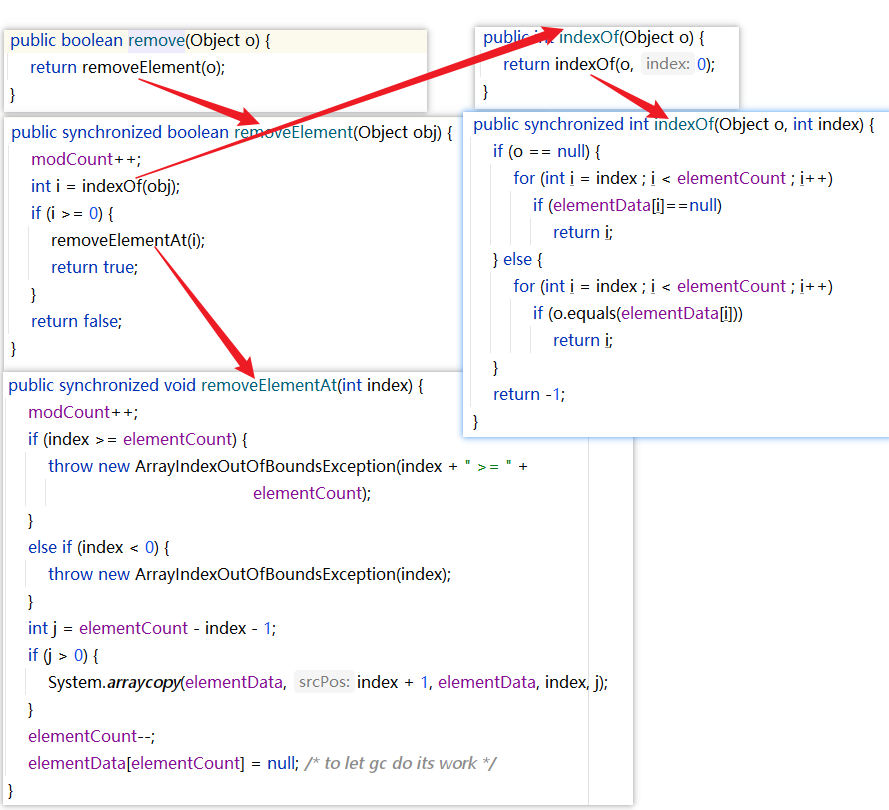 public boolean remove(Object o) {
return removeElement(o);
}
public synchronized boolean removeElement(Object obj) {
modCount++;
int i = indexOf(obj);
if (i >= 0) {
removeElementAt(i);
return true;
}
return false;
}
public synchronized void removeElementAt(int index) {
modCount++;
if (index >= elementCount) {
throw new ArrayIndexOutOfBoundsException(index + " >= " +
elementCount);
}
else if (index < 0) {
throw new ArrayIndexOutOfBoundsException(index);
}
int j = elementCount - index - 1;
if (j > 0) {
System.arraycopy(elementData, srcPos: index + 1, elementData, index, j);
}
elementCount--;
elementData[elementCount] = null; /* to let gc do its work */
}
public int indexOf(Object o) {
return indexOf(o, index: 0);
}
public synchronized int indexOf(Object o, int index) {
if (o == null) {
for (int i = index ; i < elementCount ; i++)
if (elementData[i]==null)
return i;
} else {
for (int i = index ; i < elementCount ; i++)
if (o.equals(elementData[i]))
return i;
}
return -1;
}